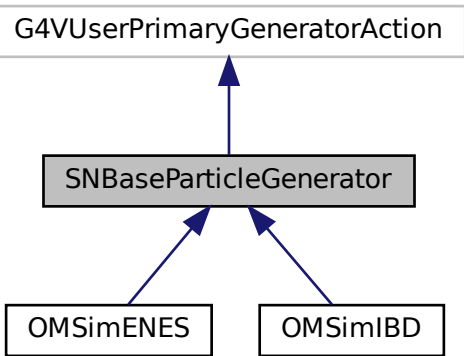 G4VUserPrimaryGeneratorAction
SNBaseParticleGenerator
OMSimENES
OMSimIBD